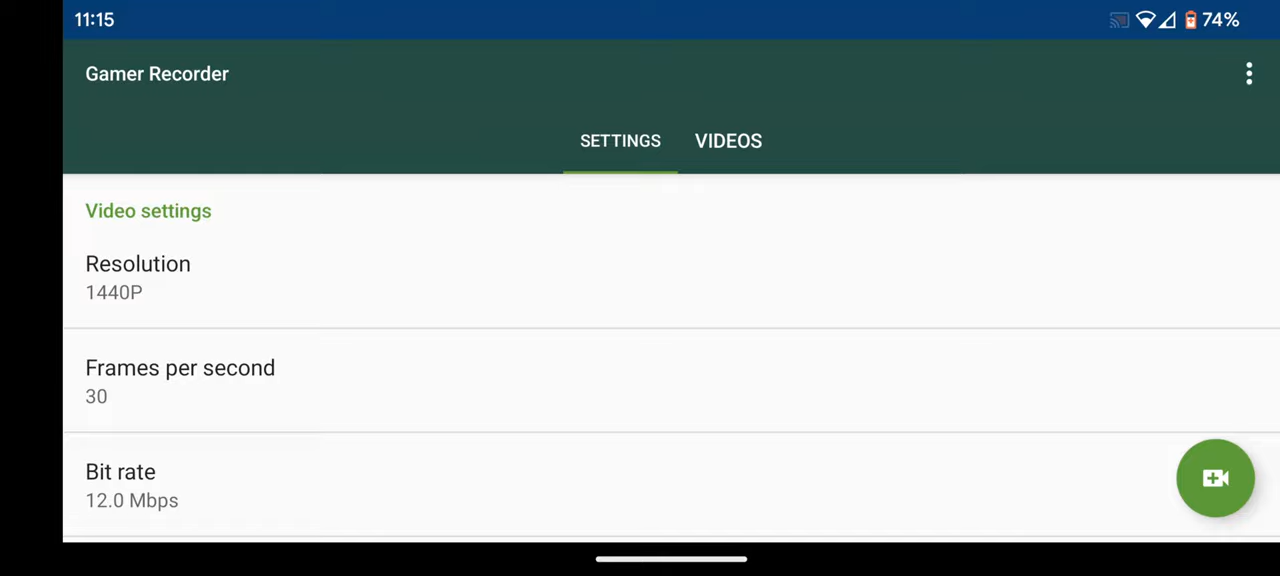 11:15
74%
Gamer Recorder
SETTINGS
VIDEOS
Video settings
Resolution
1440P
Frames per second
30
Bit rate
12.0 Mbps